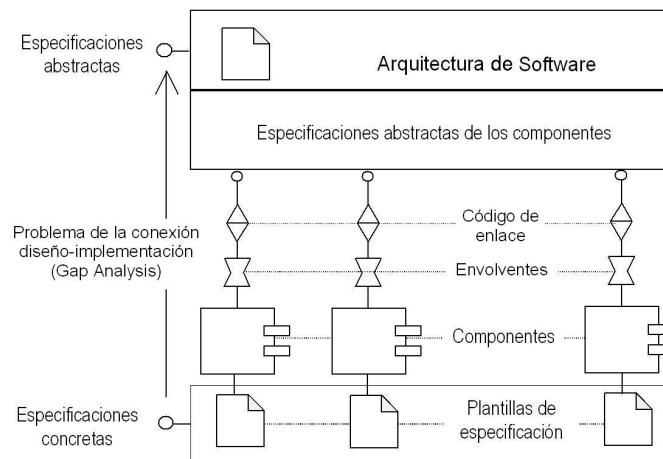 Especificaciones
abstractas
Arquitectura de Software
Especificaciones abstractas de los componentes
Problema de la conexión
diseño-implementación
(Gap Analysis)
Código de
enlace
Envolventes
Componentes
Especificaciones
concretas
Plantillas de
especificación